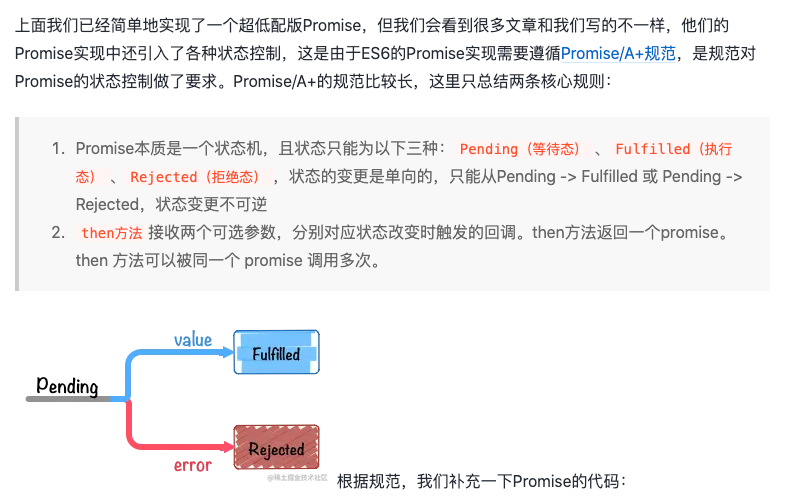 上面我们已经简单地实现了一个超低配版Promise，但我们会看到很多文章和我们写的不一样，他们的
Promise实现中还引入了各种状态控制，这是由于ES6的Promise实现需要遵循Promise/A+规范，是规范对
Promise的状态控制做了要求。Promise/A+的规范比较长，这里只总结两条核心规则：
1. Promise本质是一个状态机，且状态只能为以下三种：Pending（等待态）、Fulfilled（执行
态）、Rejected（拒绝态），状态的变更是单向的，只能从Pending -> Fulfilled 或 Pending ->
Rejected，状态变更不可逆
2. then方法 接收两个可选参数，分别对应状态改变时触发的回调。then方法返回一个promise。
then 方法可以被同一个 promise 调用多次。
value
Fulfilled
Pending
Rejected
error
@稀土掘金技术社区
根据规范，我们补充一下Promise的代码：